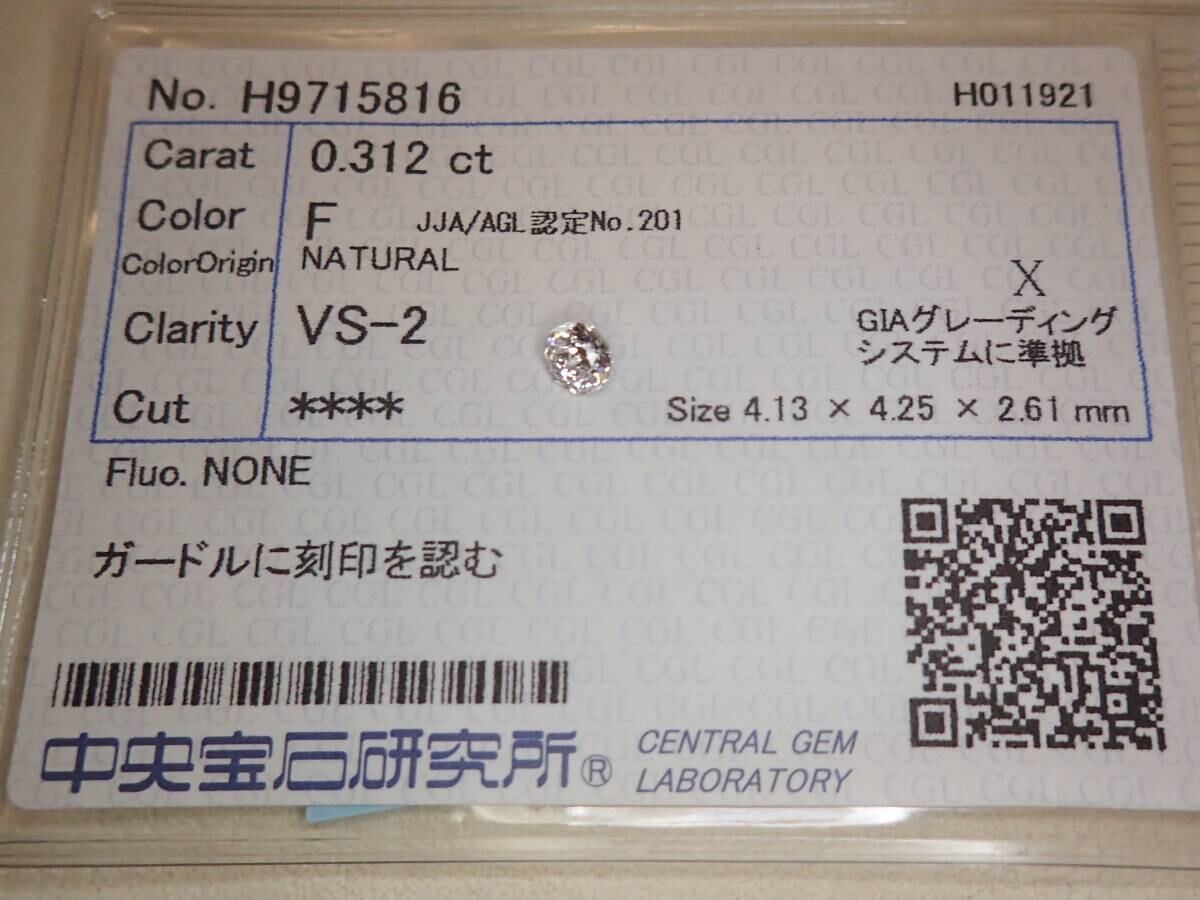 No. H9715816 H011921
Carat 0.312 ct
Color F JJA/AGL認定No.201
ColorOrigin NATURAL
X
Clarity VS-2 GIAグレーディング
システムに準拠
Cut **** Size 4.13 × 4.25 × 2.61 mm
Fluo. NONE
ガードルに刻印を認む
中央宝石研究所® CENTRAL GEM
LABORATORY